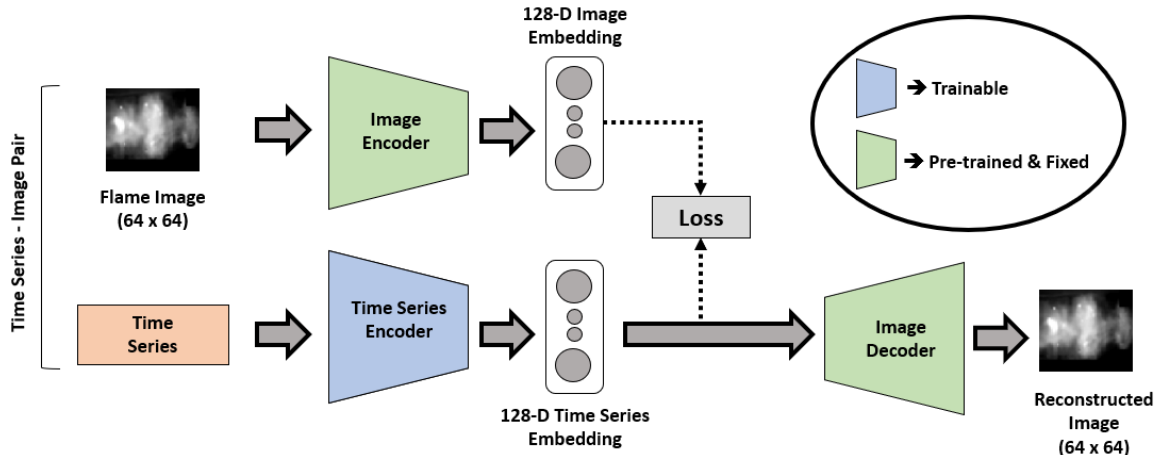 128-D Image
Embedding
Time Series - Image Pair
Flame Image
(64 x 64)
Image
Encoder
Loss
Trainable
Pre-trained & Fixed
Time
Series
Time Series
Encoder
128-D Time Series
Embedding
Image
Decoder
Reconstructed
Image
(64 x 64)